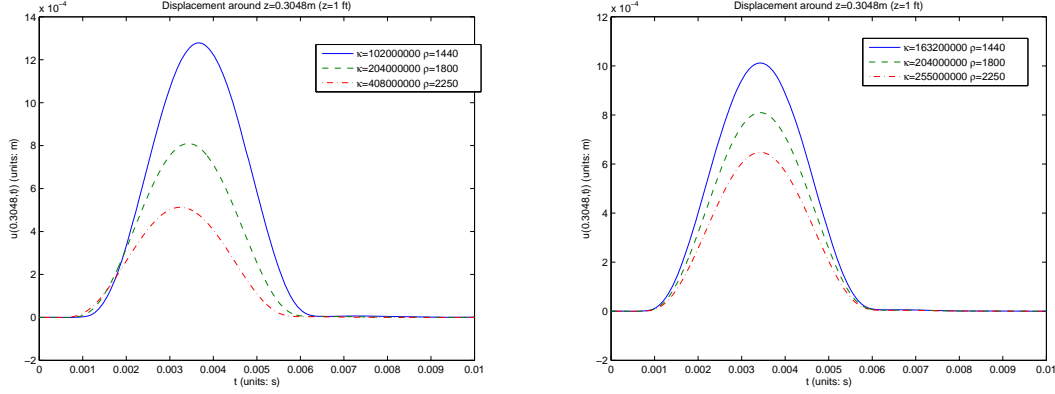 Displacement around z=0.3048m (z=1 ft)
x 10⁻⁴
14
12
10
8
6
4
2
0
−2
u(0.3048,t)) (units: m)
κ=102000000 ρ=1440
κ=204000000 ρ=1800
κ=408000000 ρ=2250
0 0.001 0.002 0.003 0.004 0.005 0.006 0.007 0.008 0.009 0.01
t (units: s)
Displacement around z=0.3048m (z=1 ft)
x 10⁻⁴
12
10
8
6
4
2
0
−2
u(0.3048,t)) (units: m)
κ=163200000 ρ=1440
κ=204000000 ρ=1800
κ=255000000 ρ=2250
0 0.001 0.002 0.003 0.004 0.005 0.006 0.007 0.008 0.009 0.01
t (units: s)